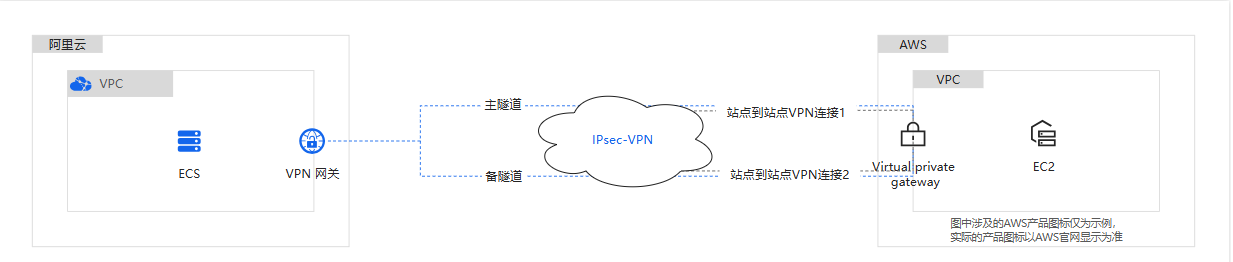 阿里云
VPC
ECS
VPN 网关
主隧道
备隧道
IPsec-VPN
站点到站点VPN连接1
站点到站点VPN连接2
AWS
VPC
Virtual private
gateway
EC2
图中涉及的AWS产品图标仅为示例，
实际的产品图标以AWS官网显示为准